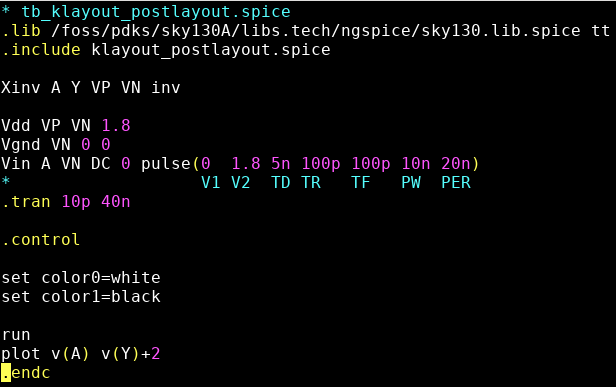 * tb_klayout_postlayout.spice
.lib /foss/pdks/sky130A/libs.tech/ngspice/sky130.lib.spice tt
.include klayout_postlayout.spice
Xinv A Y VP VN inv
Vdd VP VN 1.8
Vgnd VN 0 0
Vin A VN DC 0 pulse(0 1.8 5n 100p 100p 10n 20n)
* V1 V2 TD TR TF PW PER
.tran 10p 40n
.control
set color0=white
set color1=black
run
plot v(A) v(Y)+2
.endc